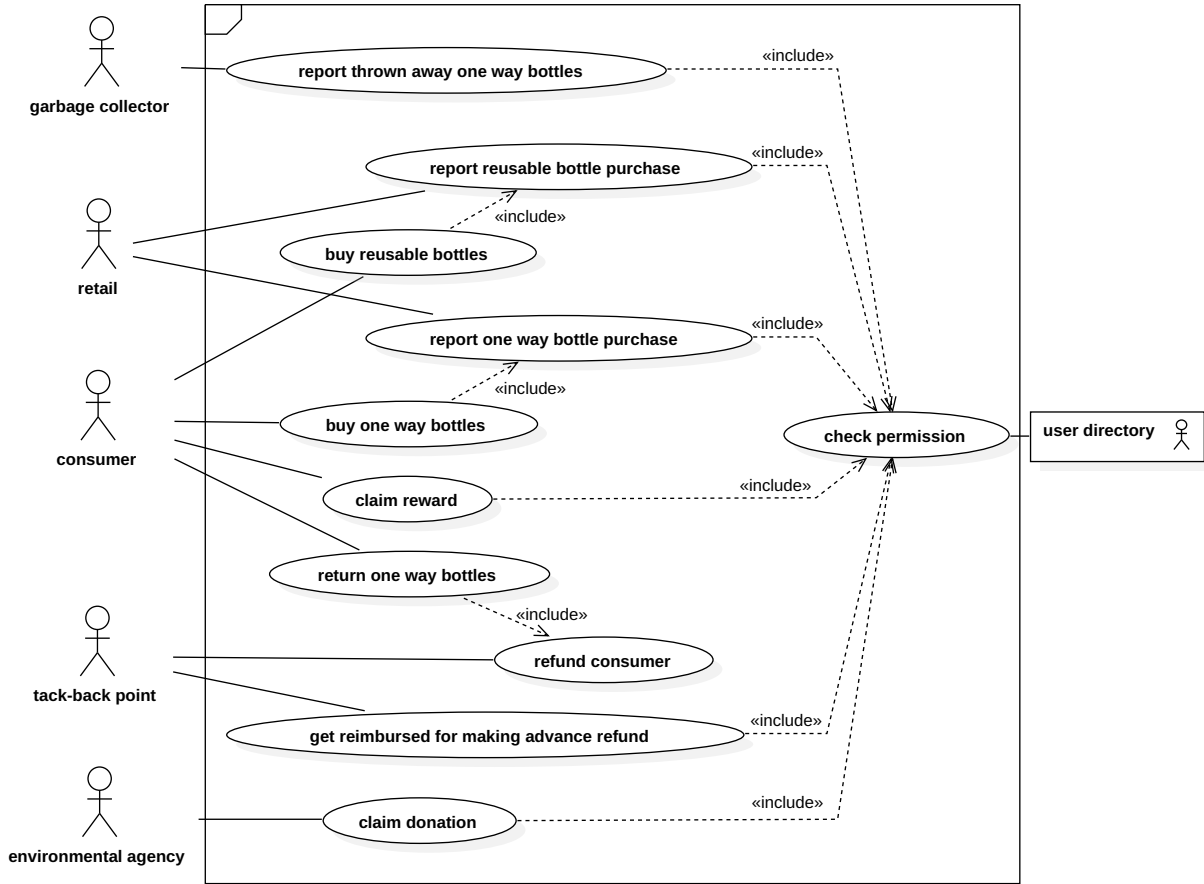 «include»
report thrown away one way bottles
garbage collector
«include»
report reusable bottle purchase
«include»
buy reusable bottles
retail
«include»
report one way bottle purchase
«include»
buy one way bottles
check permission
user directory
consumer
«include»
claim reward
return one way bottles
«include»
refund consumer
tack-back point
«include»
get reimbursed for making advance refund
«include»
claim donation
environmental agency